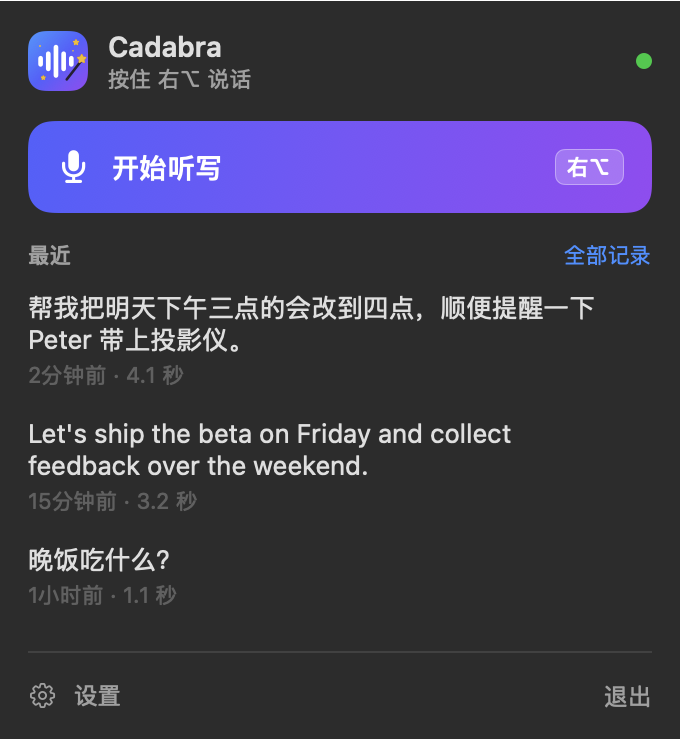 Cadabra
按住 右⌥ 说话
开始听写
右⌥
最近
全部记录
帮我把明天下午三点的会改到四点，顺便提醒一下
Peter 带上投影仪。
2分钟前 · 4.1 秒
Let's ship the beta on Friday and collect
feedback over the weekend.
15分钟前 · 3.2 秒
晚饭吃什么？
1小时前 · 1.1 秒
设置
退出